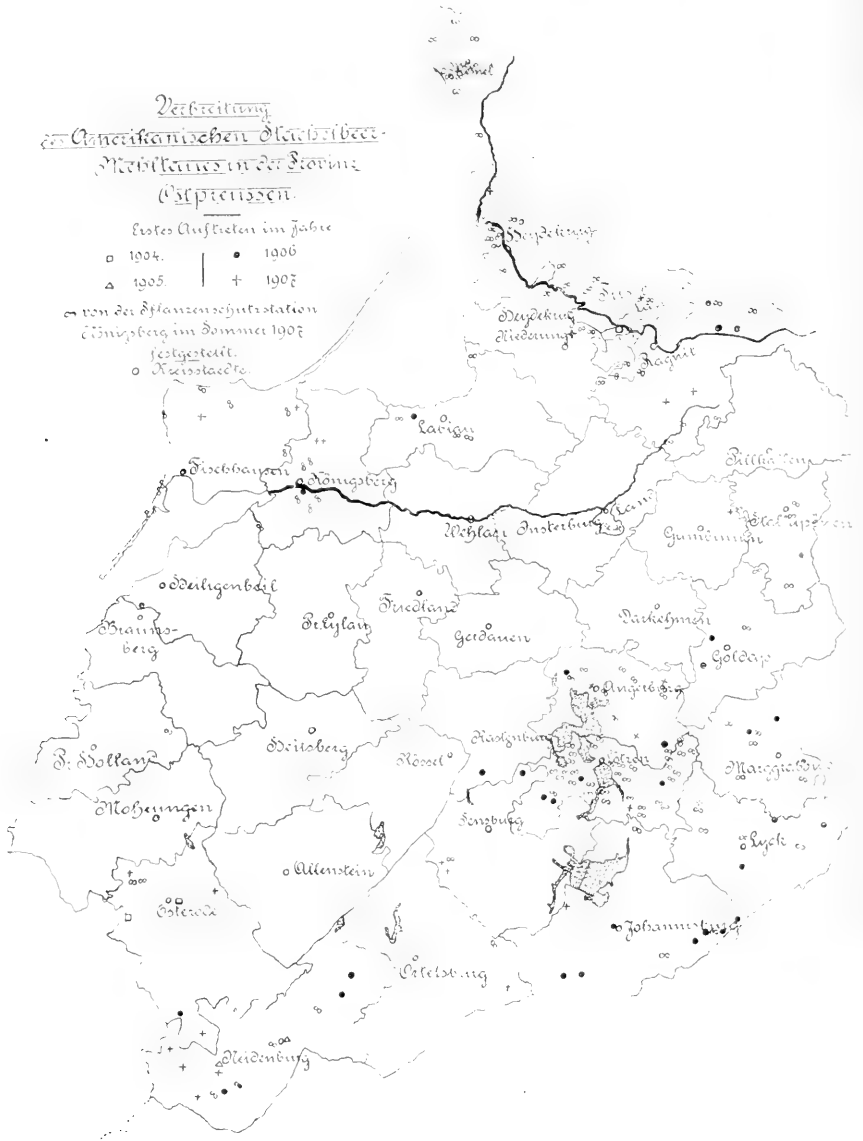 Verbreitung
des Amerikanischen Stachelbeer-
Mehltaues in der Provinz
Ostpreussen.
Erstes Auftreten im Jahre
□ 1904. ● 1906
△ 1905. + 1907
∞ von der Pflanzenschutzstation
Königsberg im Sommer 1907
festgestellt.
○ Kreisstaedte.
Memel
Heydekrug
Heydekrug
Niederung
Ragnit
Labiau
Fischhausen
Königsberg
Pillkallen
Wehlau
Insterburg
Gumbinnen
Stallupönen
Heiligenbeil
Friedland
Braunsberg
Pr. Eylau
Gerdauen
Darkehmen
Goldap
Angerburg
Rastenburg
Pr. Holland
Heilsberg
Rössel
Lötzen
Marggrabowa
Mohrungen
Sensburg
Lyck
Allenstein
Osterode
Johannisburg
Ortelsburg
Neidenburg